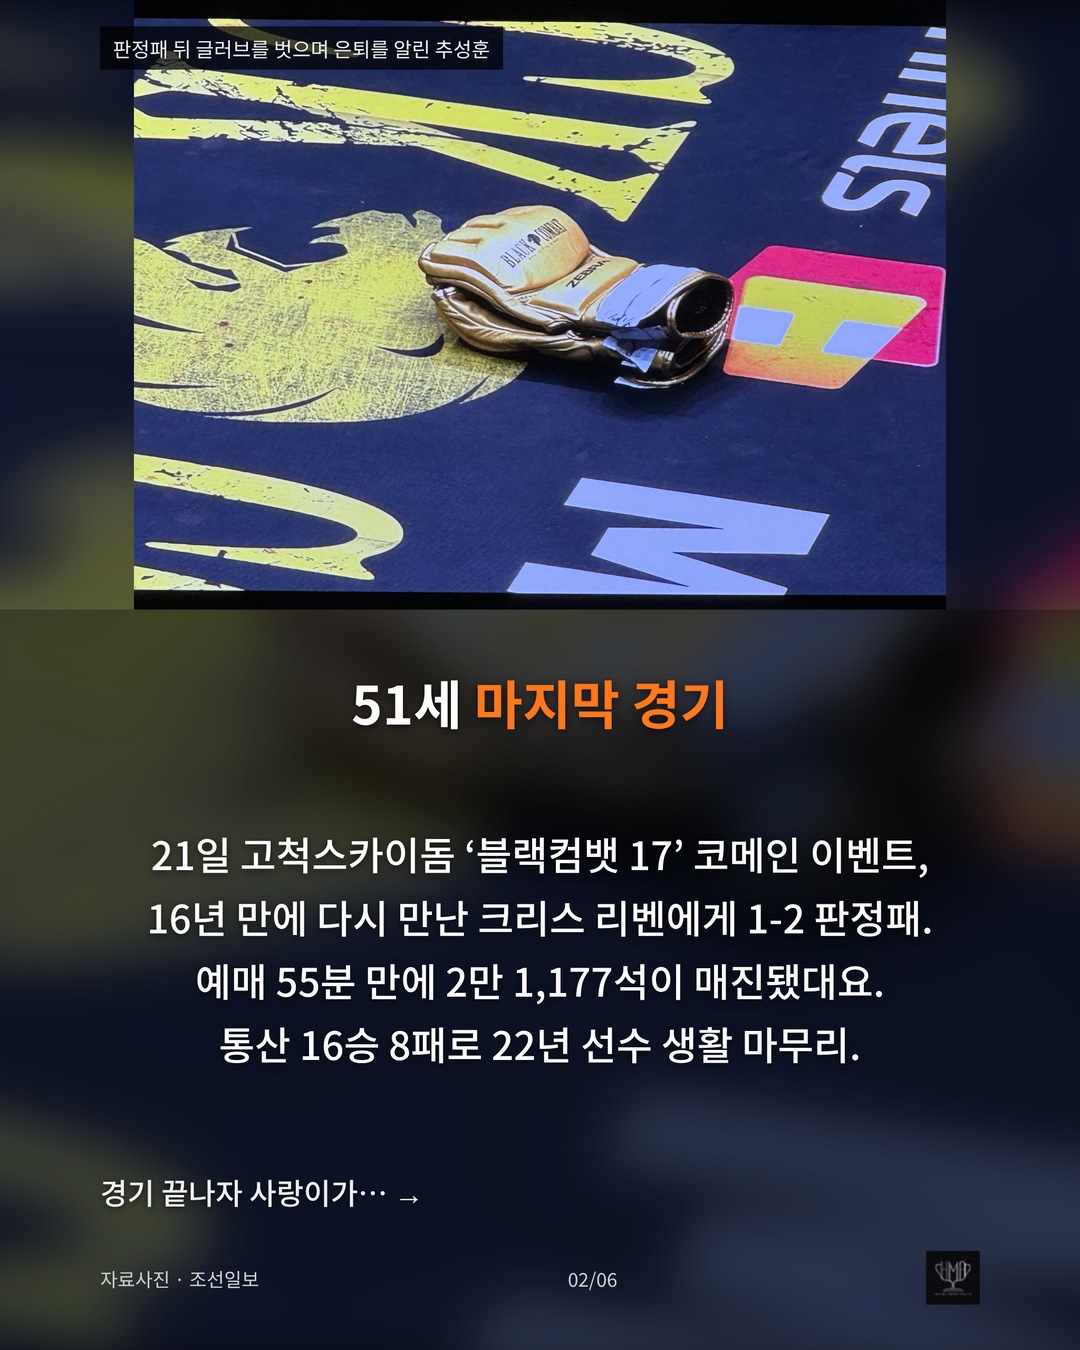 판정패 뒤 글러브를 벗으며 은퇴를 알린 추성훈
BLACK COMBAT
ZEBRA
M
51세 마지막 경기
21일 고척스카이돔 ‘블랙컴뱃 17’ 코메인 이벤트,
16년 만에 다시 만난 크리스 리벤에게 1-2 판정패.
예매 55분 만에 2만 1,177석이 매진됐대요.
통산 16승 8패로 22년 선수 생활 마무리.
경기 끝나자 사랑이가… →
자료사진 · 조선일보
02/06